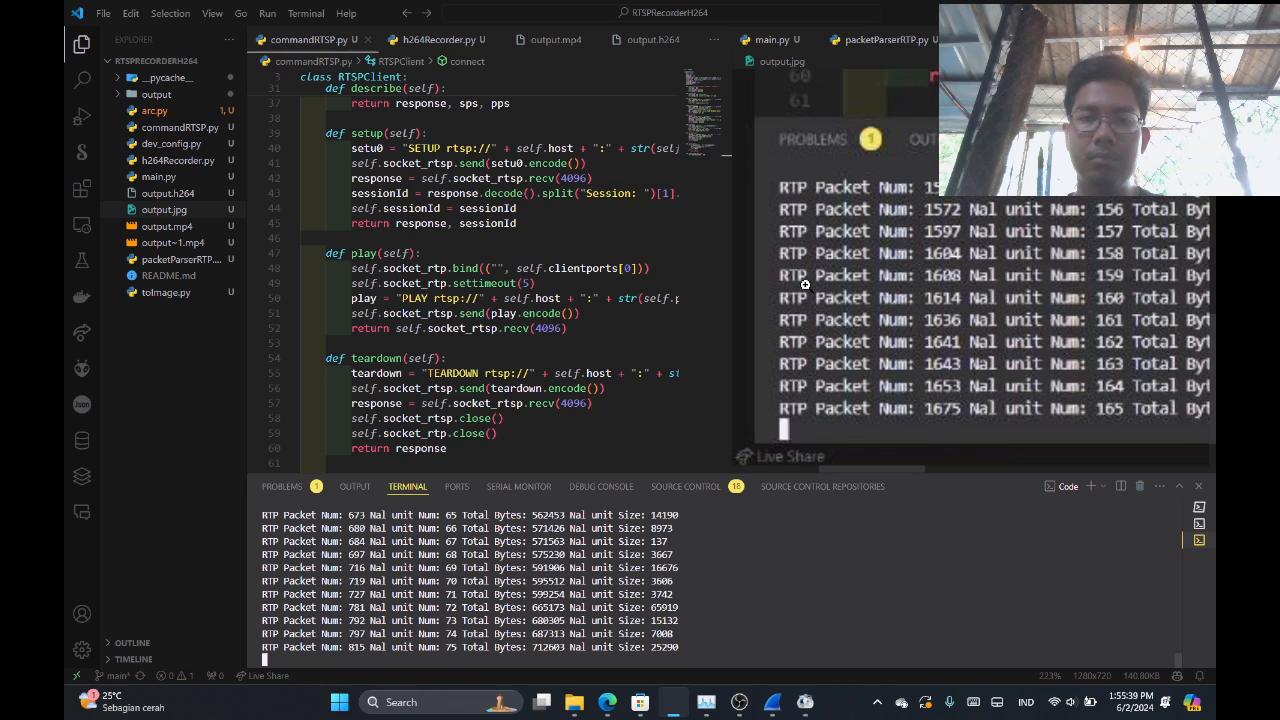 File Edit Selection View Go Run Terminal Help
RTSPRecorderH264
EXPLORER
RTSPRECORDERH264
__pycache__
output
arc.py 1, U
commandRTSP.py U
dev_config.py U
h264Recorder.py U
main.py U
output.h264 U
output.jpg U
output.mp4 U
output~1.mp4 U
packetParserRTP.... U
README.md
toImage.py U
OUTLINE
TIMELINE
commandRTSP.py U
h264Recorder.py U
output.mp4
output.h264
commandRTSP.py > RTSPClient > connect
3 class RTSPClient:
31 def describe(self):
37 return response, sps, pps
38
39 def setup(self):
40 setu0 = "SETUP rtsp://" + self.host + ":" + str(self
41 self.socket_rtsp.send(setu0.encode())
42 response = self.socket_rtsp.recv(4096)
43 sessionId = response.decode().split("Session: ")[1].
44 self.sessionId = sessionId
45 return response, sessionId
46
47 def play(self):
48 self.socket_rtp.bind(("", self.clientports[0]))
49 self.socket_rtp.settimeout(5)
50 play = "PLAY rtsp://" + self.host + ":" + str(self.p
51 self.socket_rtsp.send(play.encode())
52 return self.socket_rtsp.recv(4096)
53
54 def teardown(self):
55 teardown = "TEARDOWN rtsp://" + self.host + ":" + st
56 self.socket_rtsp.send(teardown.encode())
57 response = self.socket_rtsp.recv(4096)
58 self.socket_rtsp.close()
59 self.socket_rtp.close()
60 return response
61
main.py U
packetParserRTP.py U
output.jpg
60
61
PROBLEMS 1 OUT
RTP Packet Num: 15
RTP Packet Num: 1572 Nal unit Num: 156 Total Byt
RTP Packet Num: 1597 Nal unit Num: 157 Total Byt
RTP Packet Num: 1604 Nal unit Num: 158 Total Byt
RTP Packet Num: 1608 Nal unit Num: 159 Total Byt
RTP Packet Num: 1614 Nal unit Num: 160 Total Byt
RTP Packet Num: 1636 Nal unit Num: 161 Total Byt
RTP Packet Num: 1641 Nal unit Num: 162 Total Byt
RTP Packet Num: 1643 Nal unit Num: 163 Total Byt
RTP Packet Num: 1653 Nal unit Num: 164 Total Byt
RTP Packet Num: 1675 Nal unit Num: 165 Total Byt
Live Share
PROBLEMS 1 OUTPUT TERMINAL PORTS SERIAL MONITOR DEBUG CONSOLE SOURCE CONTROL 18 SOURCE CONTROL REPOSITORIES
Code
RTP Packet Num: 673 Nal unit Num: 65 Total Bytes: 562453 Nal unit Size: 14190
RTP Packet Num: 680 Nal unit Num: 66 Total Bytes: 571426 Nal unit Size: 8973
RTP Packet Num: 684 Nal unit Num: 67 Total Bytes: 571563 Nal unit Size: 137
RTP Packet Num: 697 Nal unit Num: 68 Total Bytes: 575230 Nal unit Size: 3667
RTP Packet Num: 716 Nal unit Num: 69 Total Bytes: 591906 Nal unit Size: 16676
RTP Packet Num: 719 Nal unit Num: 70 Total Bytes: 595512 Nal unit Size: 3606
RTP Packet Num: 727 Nal unit Num: 71 Total Bytes: 599254 Nal unit Size: 3742
RTP Packet Num: 781 Nal unit Num: 72 Total Bytes: 665173 Nal unit Size: 65919
RTP Packet Num: 792 Nal unit Num: 73 Total Bytes: 680305 Nal unit Size: 15132
RTP Packet Num: 797 Nal unit Num: 74 Total Bytes: 687313 Nal unit Size: 7008
RTP Packet Num: 815 Nal unit Num: 75 Total Bytes: 712603 Nal unit Size: 25290
main* 0 1 0 Live Share
223% 1280x720 140.80KB
25°C
Sebagian cerah
Search
IND
1:55:39 PM
6/2/2024